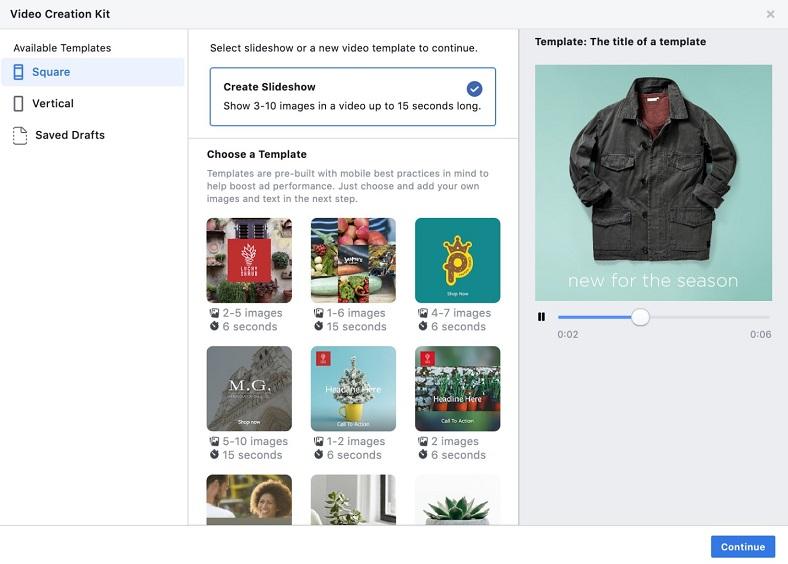 Video Creation Kit
Available Templates
Square
Vertical
Saved Drafts
Select slideshow or a new video template to continue.
Create Slideshow
Show 3-10 images in a video up to 15 seconds long.
Choose a Template
Templates are pre-built with mobile best practices in mind to
help boost ad performance. Just choose and add your own
images and text in the next step.
LUCKY
SHRUB
Jasper's
Shop Now
2-5 images
6 seconds
1-6 images
15 seconds
4-7 images
6 seconds
M.G.
Shop now
Headline Here
Call To Action
Headline Here
Call To Action
5-10 images
15 seconds
1-2 images
6 seconds
2 images
6 seconds
Template: The title of a template
new for the season
0:02
0:06
Continue